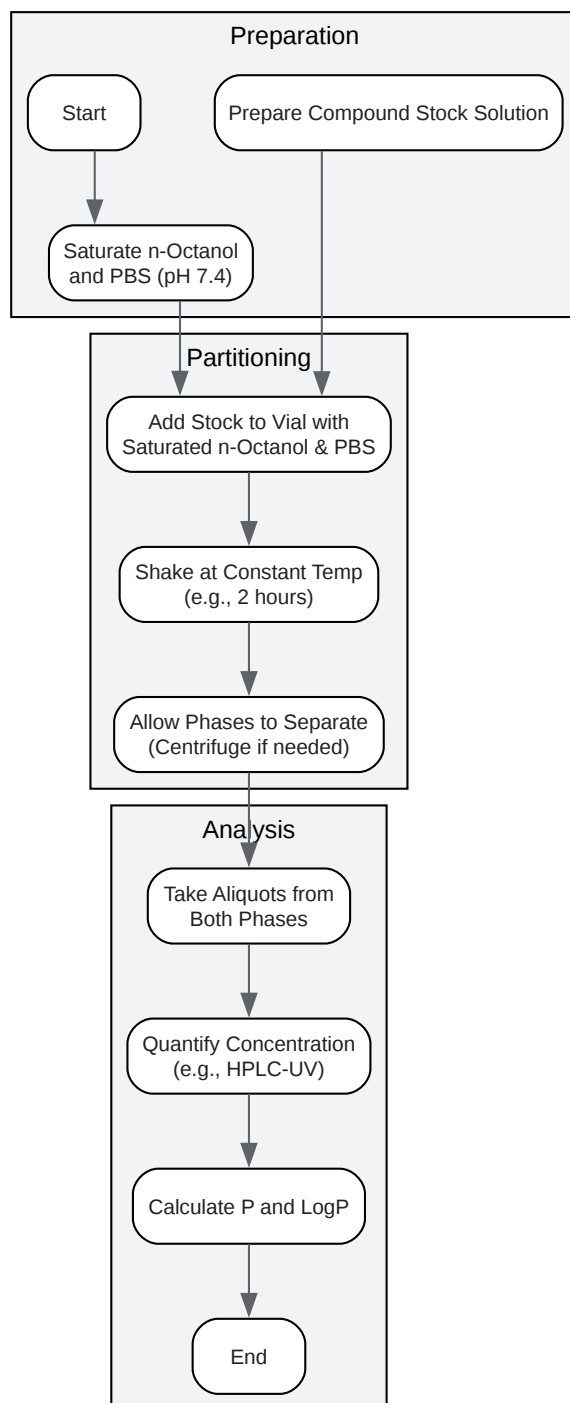 Preparation
Start
Prepare Compound Stock Solution
Saturate n-Octanol
and PBS (pH 7.4)
Partitioning
Add Stock to Vial with
Saturated n-Octanol & PBS
Shake at Constant Temp
(e.g., 2 hours)
Allow Phases to Separate
(Centrifuge if needed)
Analysis
Take Aliquots from
Both Phases
Quantify Concentration
(e.g., HPLC-UV)
Calculate P and LogP
End